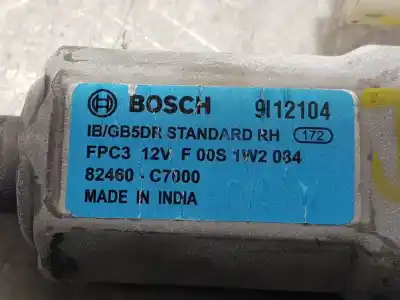 BOSCH 9I12104
IB/GB5DR STANDARD RH 172
FPC3 12V F 00S 1W2 084
82460-C7000
MADE IN INDIA